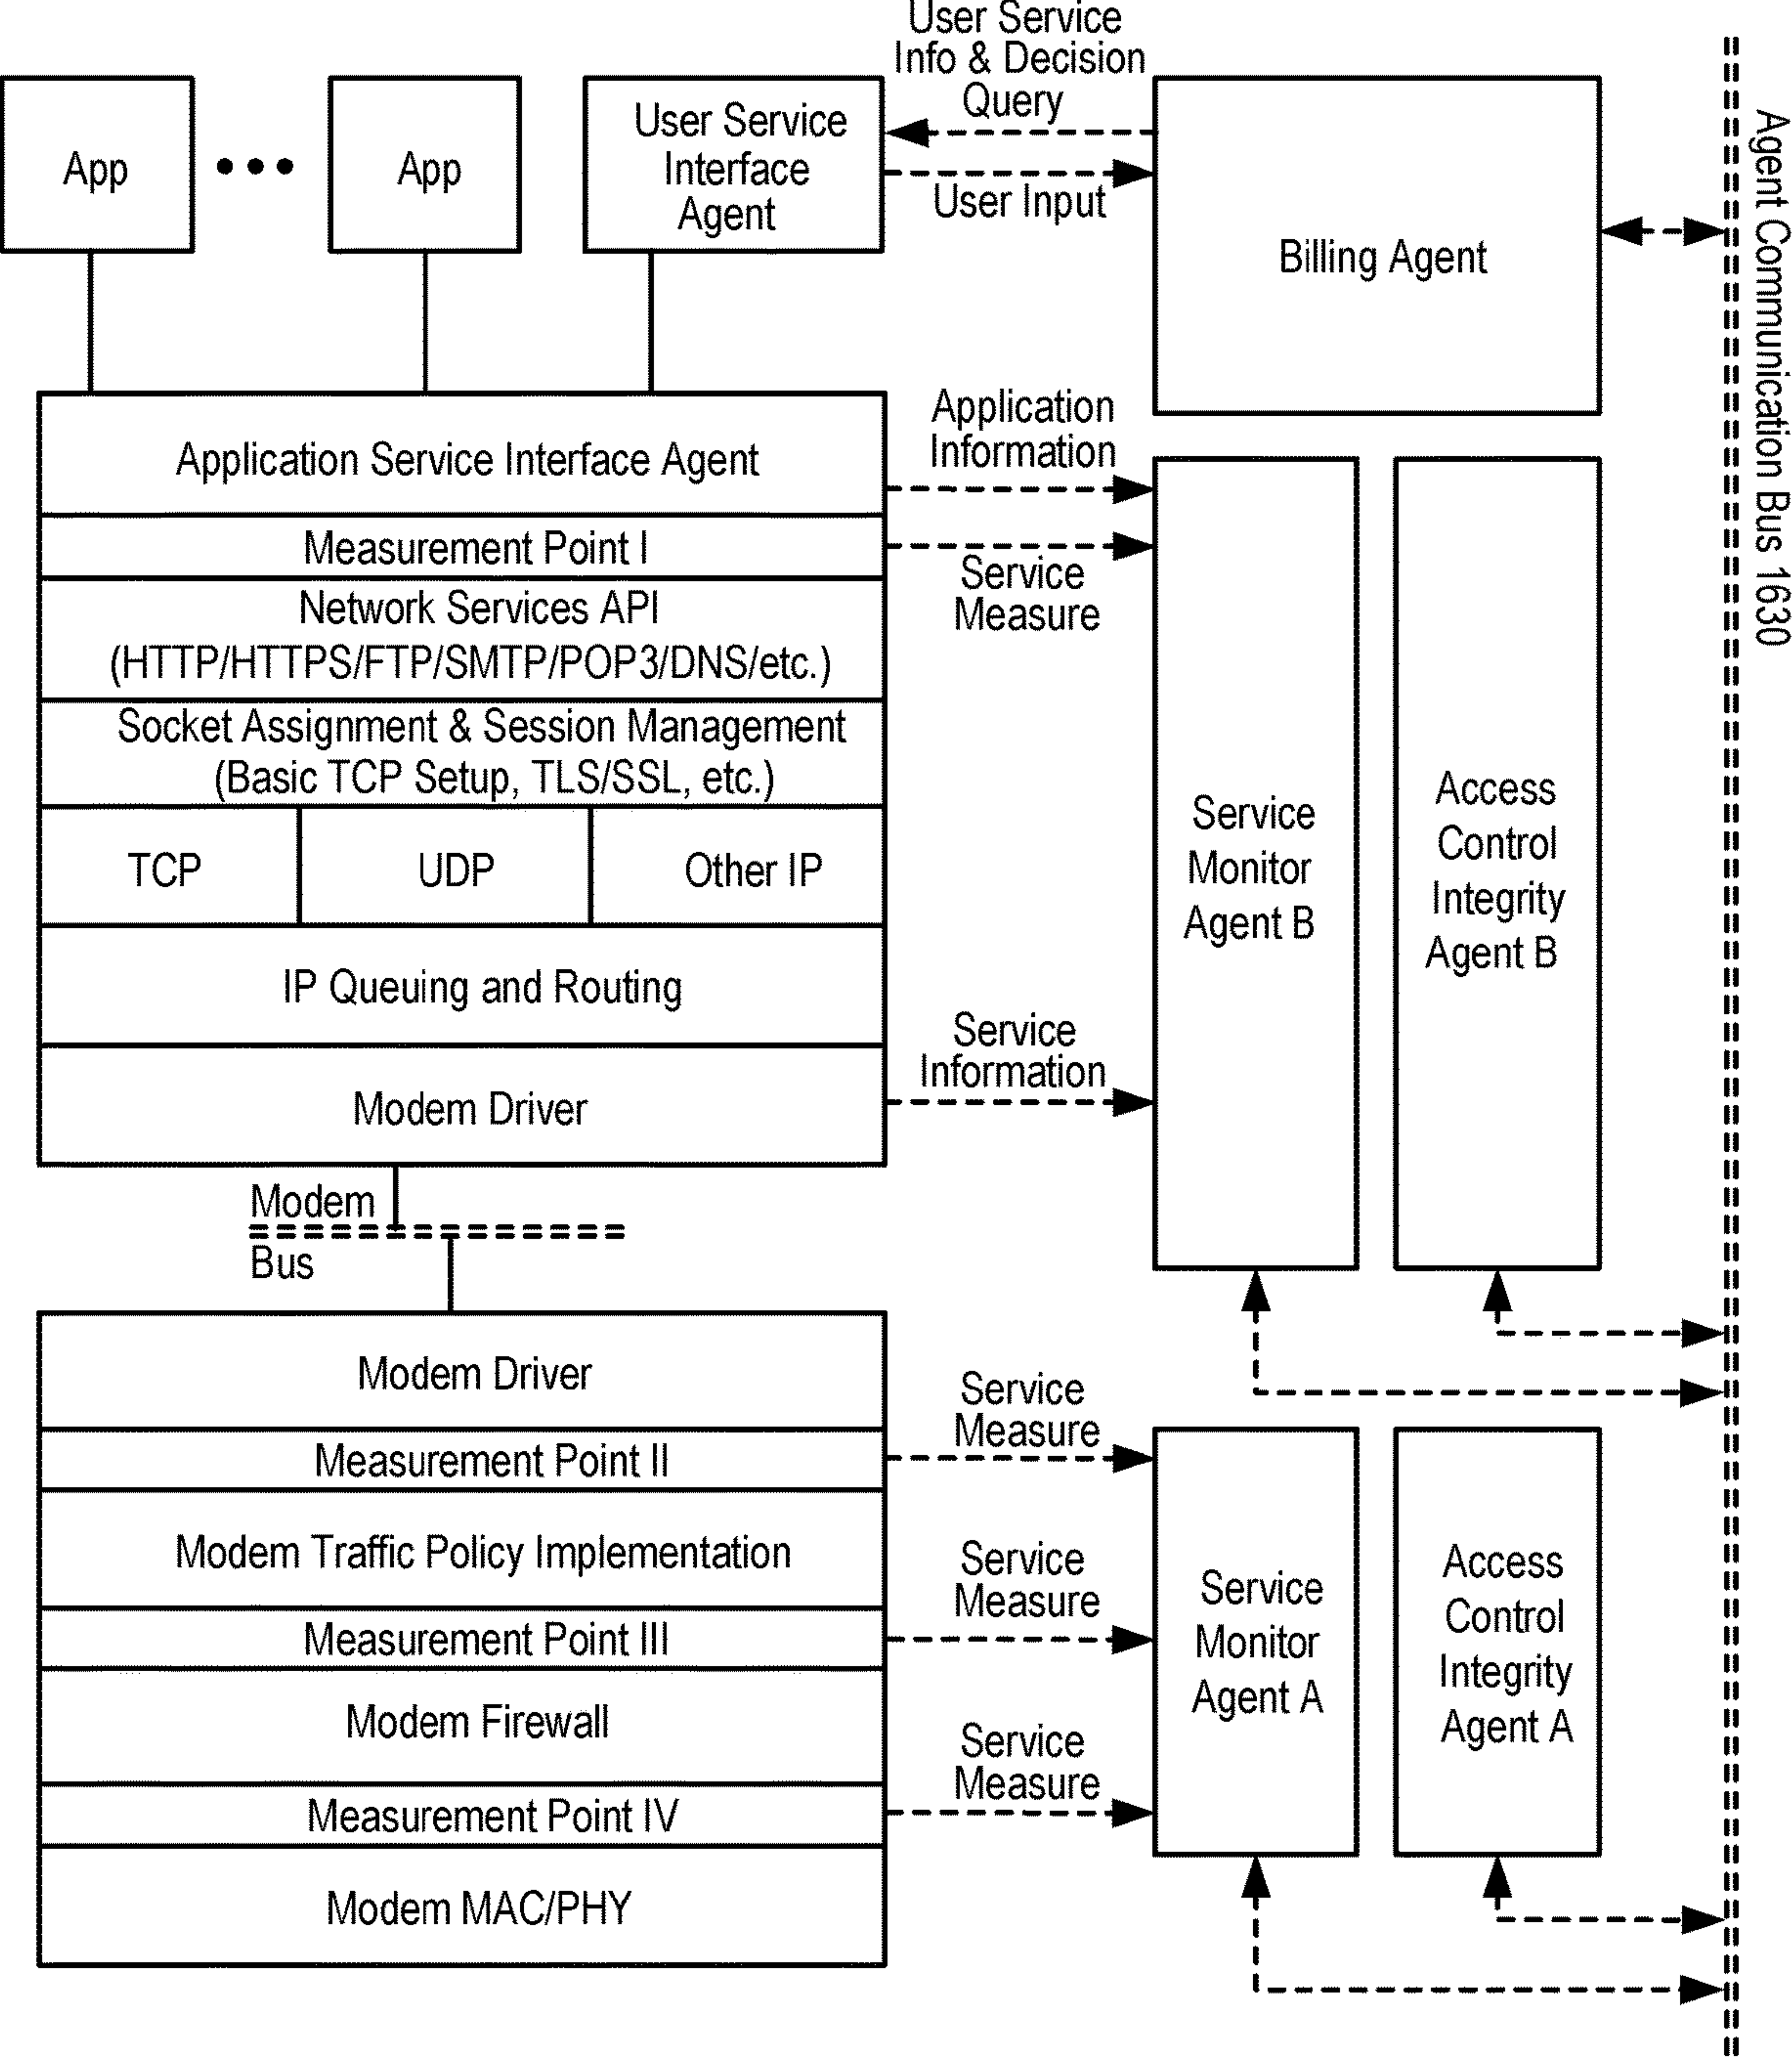 User Service
Info & Decision
Query
App
App
User Service
Interface
Agent
User Input
Billing Agent
Agent Communication Bus 1630
Application Service Interface Agent
Application
Information
Measurement Point I
Service
Measure
Network Services API
(HTTP/HTTPS/FTP/SMTP/POP3/DNS/etc.)
Socket Assignment & Session Management
(Basic TCP Setup, TLS/SSL, etc.)
TCP
UDP
Other IP
Service
Monitor
Agent B
Access
Control
Integrity
Agent B
IP Queuing and Routing
Service
Information
Modem Driver
Modem
Bus
Modem Driver
Service
Measure
Measurement Point II
Modem Traffic Policy Implementation
Service
Measure
Measurement Point III
Service
Monitor
Agent A
Access
Control
Integrity
Agent A
Modem Firewall
Service
Measure
Measurement Point IV
Modem MAC/PHY